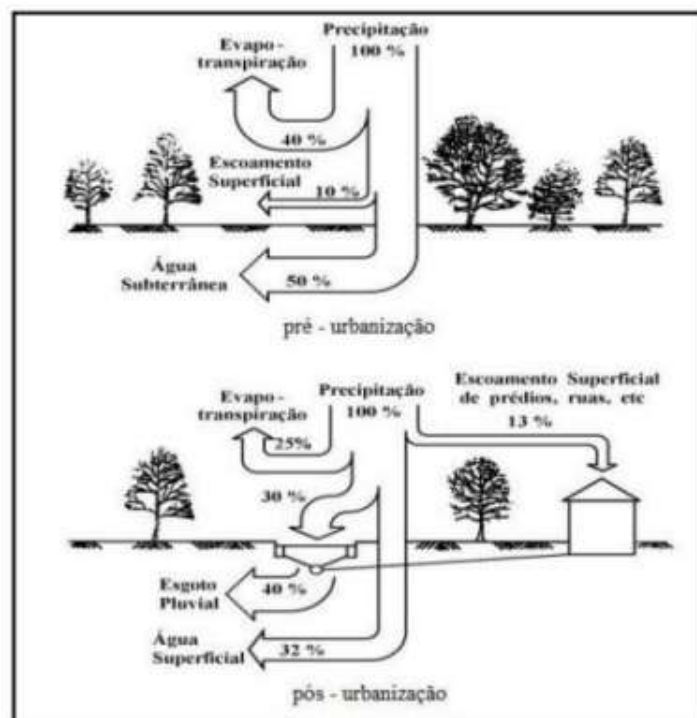 Precipitação
100 %
Evapo -
transpiração
40 %
Escoamento
Superficial
10 %
Água
Subterrânea
50 %
pré - urbanização
Escoamento Superficial
de prédios, ruas, etc
13 %
Precipitação
100 %
Evapo -
transpiração
25%
30 %
Esgoto
Pluvial
40 %
Água
Superficial
32 %
pós - urbanização